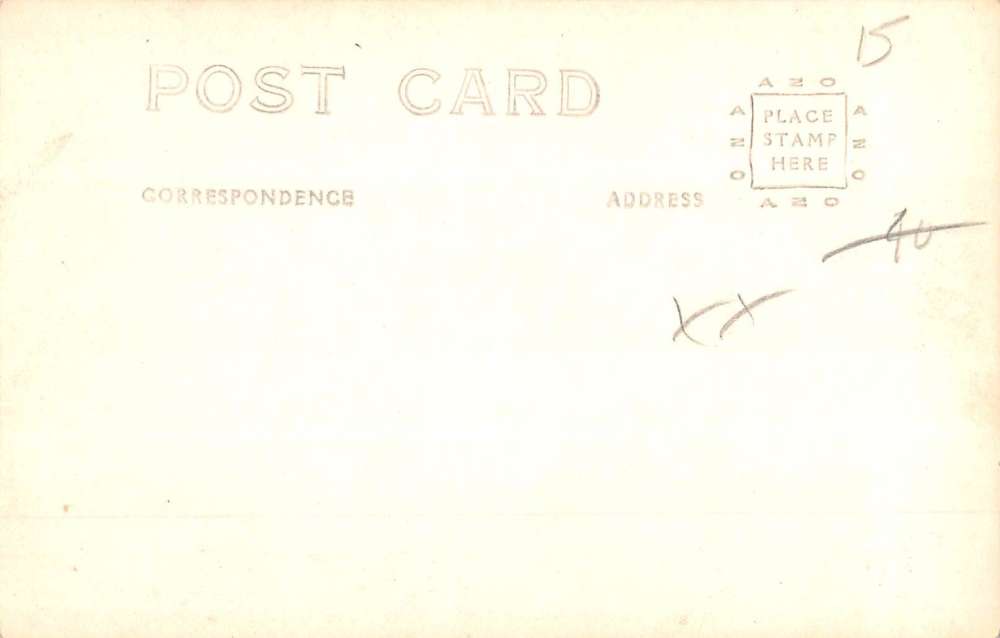 15
POST CARD
AZO
A PLACE A
Z STAMP Z
O HERE O
CORRESPONDENCE ADDRESS
AZO
40
XX